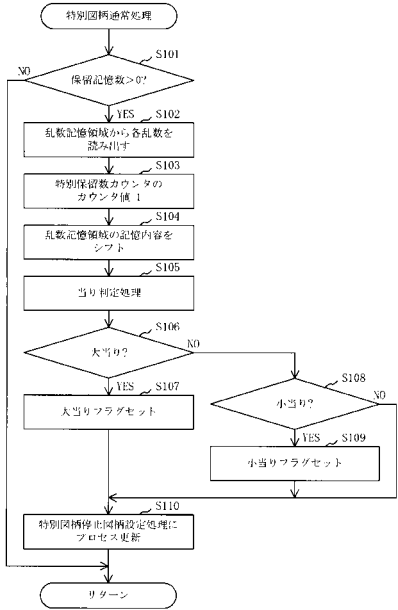 特別図柄通常処理
S101
保留記憶数>0?
NO
YES
S102
乱数記憶領域から各乱数を
読み出す
S103
特別保留数カウンタの
カウンタ値-1
S104
乱数記憶領域の記憶内容を
シフト
S105
当り判定処理
S106
大当り?
NO
YES
S107
大当りフラグセット
S108
小当り?
NO
YES
S109
小当りフラグセット
S110
特別図柄停止図柄設定処理に
プロセス更新
リターン